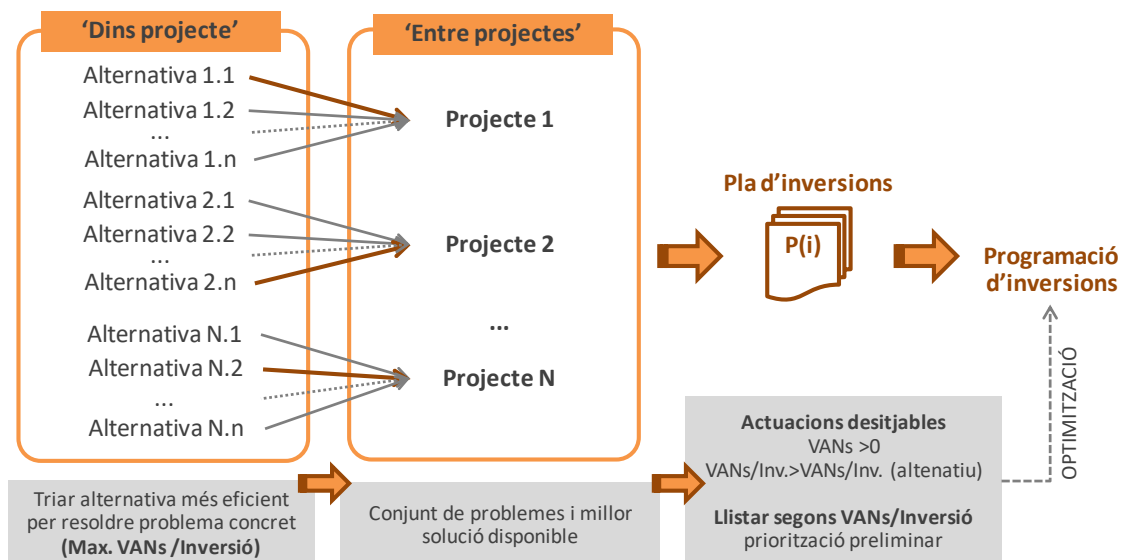 ‘Dins projecte’
Alternativa 1.1
Alternativa 1.2
...
Alternativa 1.n
Alternativa 2.1
Alternativa 2.2
...
Alternativa 2.n
Alternativa N.1
Alternativa N.2
...
Alternativa N.n
‘Entre projectes’
Projecte 1
Projecte 2
...
Projecte N
Pla d’inversions
P(i)
Programació
d’inversions
OPTIMITZACIÓ
Triar alternativa més eficient
per resoldre problema concret
(Max. VANs /Inversió)
Conjunt de problemes i millor
solució disponible
Actuacions desitjables
VANs >0
VANs/Inv.>VANs/Inv. (altenatiu)
Llistar segons VANs/Inversió
priorització preliminar